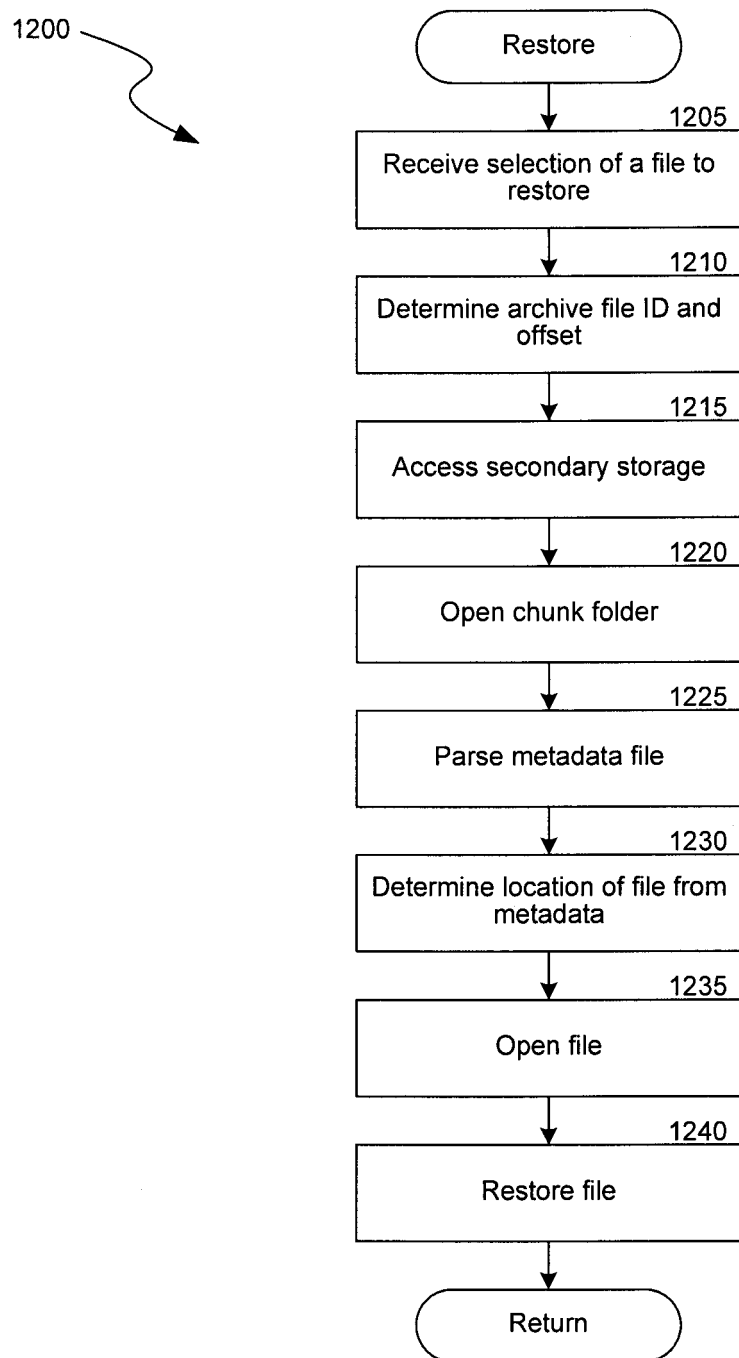 1200
Restore
1205
Receive selection of a file to
restore
1210
Determine archive file ID and
offset
1215
Access secondary storage
1220
Open chunk folder
1225
Parse metadata file
1230
Determine location of file from
metadata
1235
Open file
1240
Restore file
Return